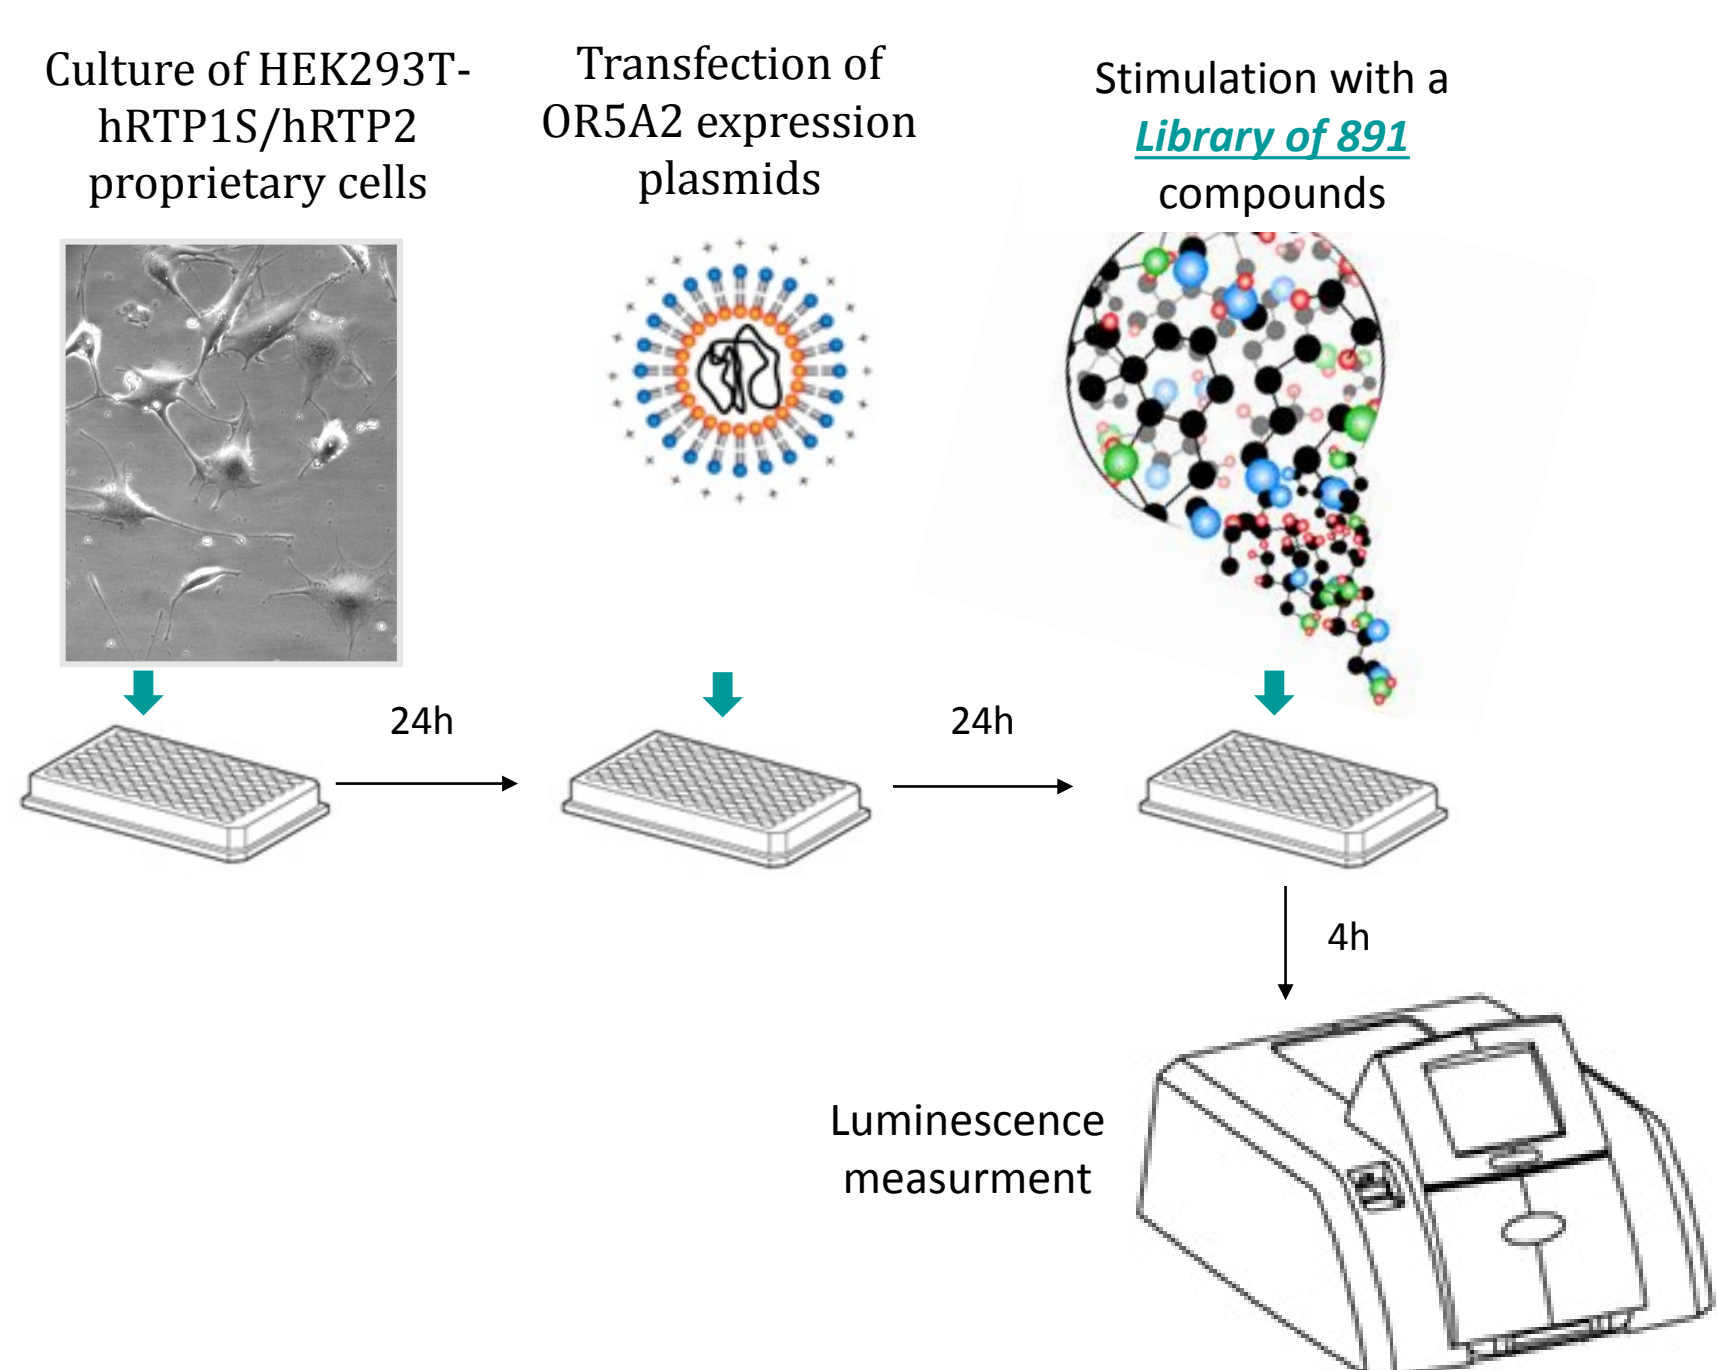 Culture of HEK293T-
hRTP1S/hRTP2
proprietary cells
Transfection of
OR5A2 expression
plasmids
Stimulation with a
Library of 891
compounds
24h
24h
4h
Luminescence
measurment